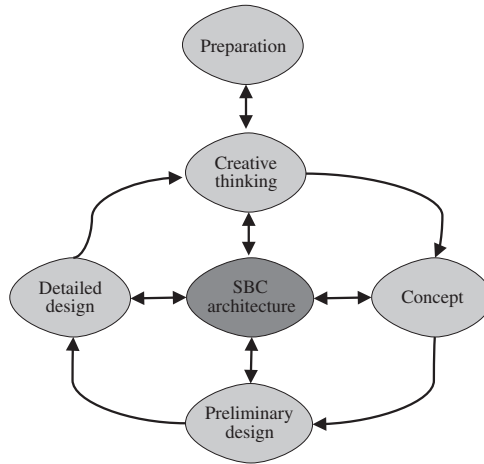 Preparation
Creative
thinking
Detailed
design
SBC
architecture
Concept
Preliminary
design